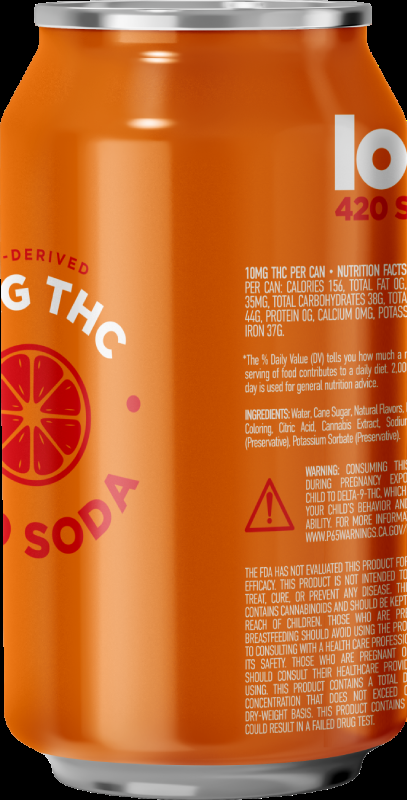 -DERIVED
G THC
SODA
lo
420 S
10MG THC PER CAN • NUTRITION FACTS
PER CAN: CALORIES 156, TOTAL FAT 0G,
35MG, TOTAL CARBOHYDRATES 38G, TOTA
44G, PROTEIN 0G, CALCIUM 0MG, POTASS
IRON 37G.
*The % Daily Value (DV) tells you how much a n
serving of food contributes to a daily diet. 2,00
day is used for general nutrition advice.
INGREDIENTS: Water, Cane Sugar, Natural Flavors,
Coloring, Citric Acid, Cannabis Extract, Sodium
(Preservative), Potassium Sorbate (Preservative).
WARNING: CONSUMING THIS
DURING PREGNANCY EXPO
CHILD TO DELTA-9-THC, WHICH
YOUR CHILD'S BEHAVIOR AND
ABILITY. FOR MORE INFORMA
WWW.P65WARNINGS.CA.GOV/
THE FDA HAS NOT EVALUATED THIS PRODUCT FOR
EFFICACY. THIS PRODUCT IS NOT INTENDED TO
TREAT, CURE, OR PREVENT ANY DISEASE. THI
CONTAINS CANNABINOIDS AND SHOULD BE KEPT
REACH OF CHILDREN. THOSE WHO ARE PRE
BREASTFEEDING SHOULD AVOID USING THE PRO
TO CONSULTING WITH A HEALTH CARE PROFESSIO
ITS SAFETY. THOSE WHO ARE PREGNANT O
SHOULD CONSULT THEIR HEALTHCARE PROVID
USING. THIS PRODUCT CONTAINS A TOTAL D
CONCENTRATION THAT DOES NOT EXCEED 0
DRY-WEIGHT BASIS. THIS PRODUCT CONTAINS
COULD RESULT IN A FAILED DRUG TEST.